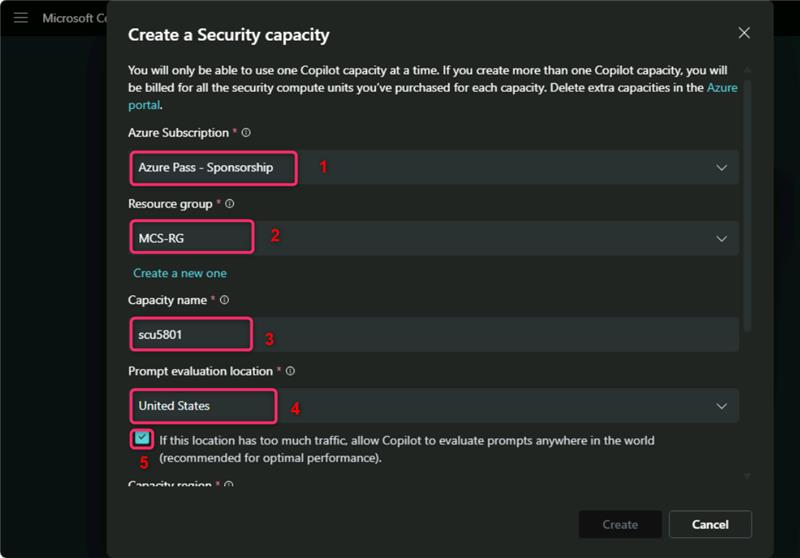 Microsoft Co
Create a Security capacity
You will only be able to use one Copilot capacity at a time. If you create more than one Copilot capacity, you will
be billed for all the security compute units you've purchased for each capacity. Delete extra capacities in the Azure
portal.
Azure Subscription *
Azure Pass - Sponsorship
1
Resource group *
MCS-RG
2
Create a new one
Capacity name *
scu5801
3
Prompt evaluation location *
United States
4
If this location has too much traffic, allow Copilot to evaluate prompts anywhere in the world
(recommended for optimal performance).
5
Capacity region *
Create
Cancel